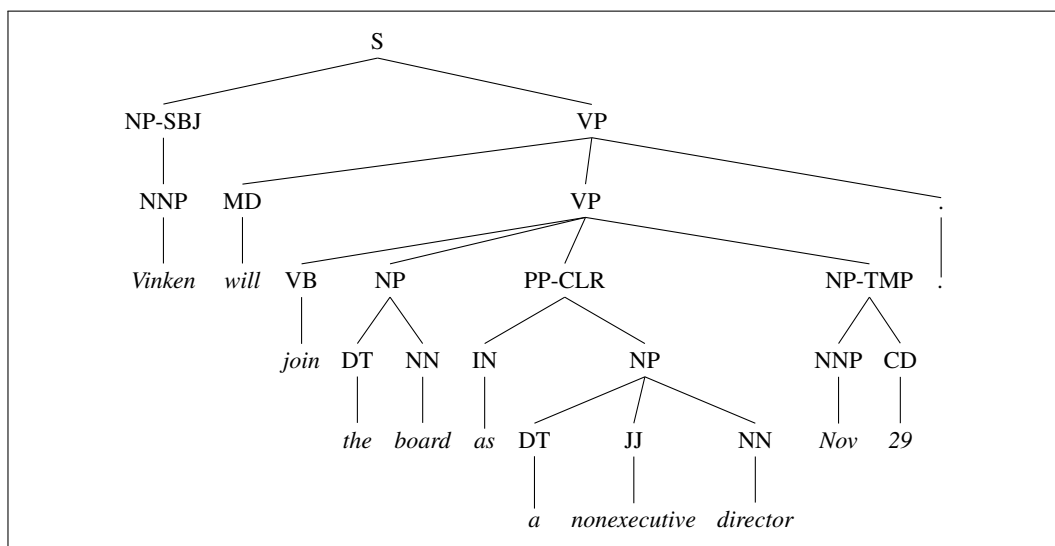 S
NP-SBJ VP
NNP MD VP .
Vinken will VB NP PP-CLR NP-TMP .
join DT NN IN NP NNP CD
the board as DT JJ NN Nov 29
a nonexecutive director